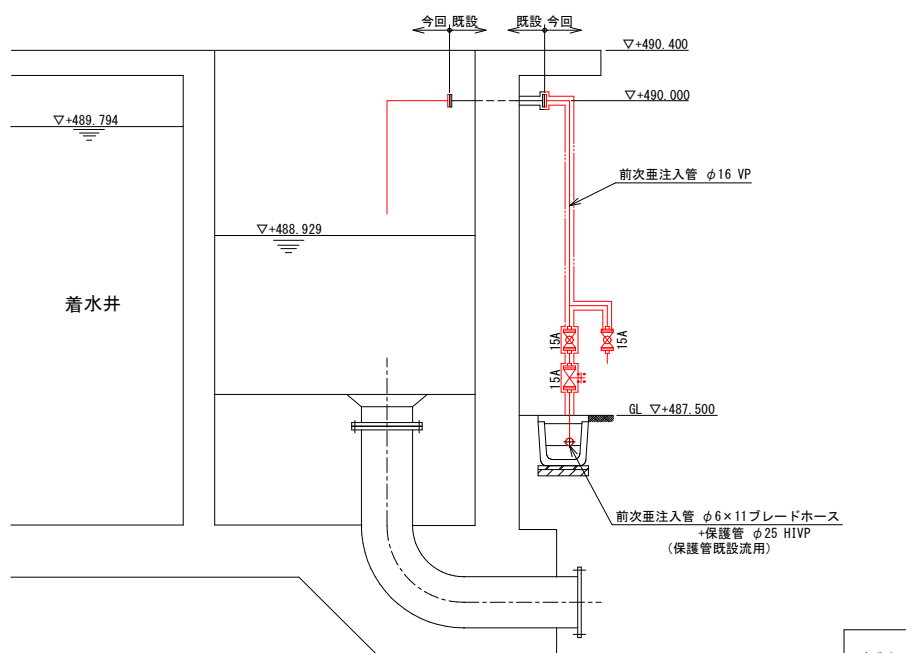 今回 既設
既設 今回
▽+490.400
▽+490.000
▽+489.794
前次亜注入管 φ16 VP
▽+488.929
着水井
15A
15A
15A
GL ▽+487.500
前次亜注入管 φ6×11ブレードホース
+保護管 φ25 HIVP
(保護管既設流用)